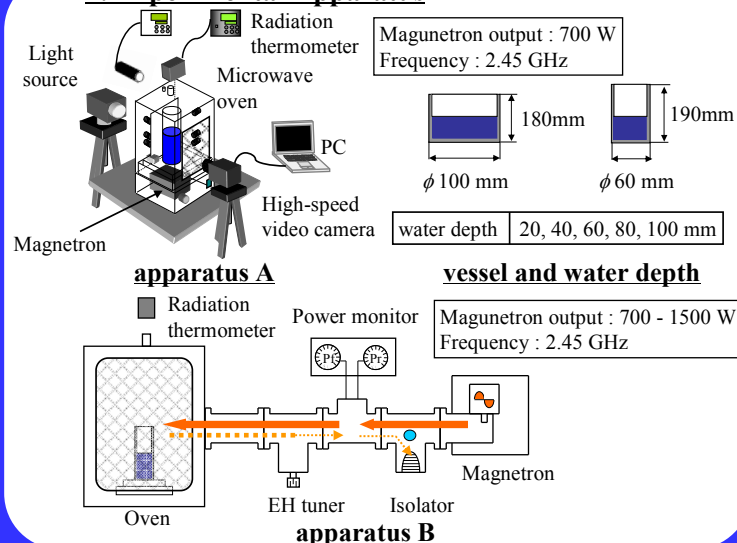 Radiation
thermometer
Light
source
Microwave
oven
PC
High-speed
video camera
Magnetron
apparatus A
Magunetron output : 700 W
Frequency : 2.45 GHz
180mm
190mm
ϕ 100 mm
ϕ 60 mm
water depth 20, 40, 60, 80, 100 mm
vessel and water depth
Radiation
thermometer
Power monitor
Pf Pr
Magunetron output : 700 - 1500 W
Frequency : 2.45 GHz
Magnetron
EH tuner
Isolator
Oven
apparatus B